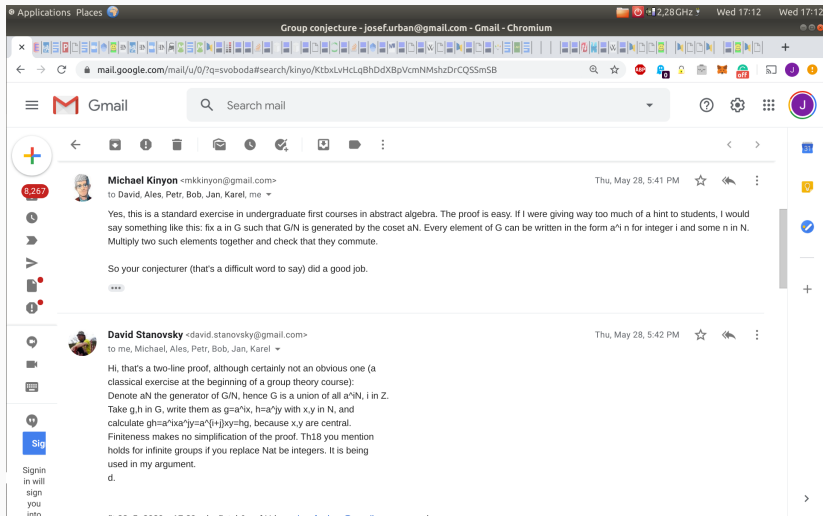 Applications Places 2,28 GHz Wed 17:12 Wed 17:12
Group conjecture - josef.urban@gmail.com - Gmail - Chromium
mail.google.com/mail/u/0/?q=svoboda#search/kinyo/KtbxLvHcLqBhDdXBpVcmNMshzDrCQSSmSB ABP 0 off J
Gmail Search mail J
31
8,267
Michael Kinyon <mkkinyon@gmail.com> Thu, May 28, 5:41 PM
to David, Ales, Petr, Bob, Jan, Karel, me
Yes, this is a standard exercise in undergraduate first courses in abstract algebra. The proof is easy. If I were giving way too much of a hint to students, I would
say something like this: fix a in G such that G/N is generated by the coset aN. Every element of G can be written in the form a^i n for integer i and some n in N.
Multiply two such elements together and check that they commute.
So your conjecturer (that's a difficult word to say) did a good job.
David Stanovsky <david.stanovsky@gmail.com> Thu, May 28, 5:42 PM
to me, Michael, Ales, Petr, Bob, Jan, Karel
Hi, that's a two-line proof, although certainly not an obvious one (a
classical exercise at the beginning of a group theory course):
Denote aN the generator of G/N, hence G is a union of all a^iN, i in Z.
Take g,h in G, write them as g=a^ix, h=a^jy with x,y in N, and
calculate gh=a^ixa^jy=a^{i+j}xy=hg, because x,y are central.
Finiteness makes no simplification of the proof. Th18 you mention
holds for infinite groups if you replace Nat be integers. It is being
used in my argument.
d.
Sig
Signin
in will
sign
you
into